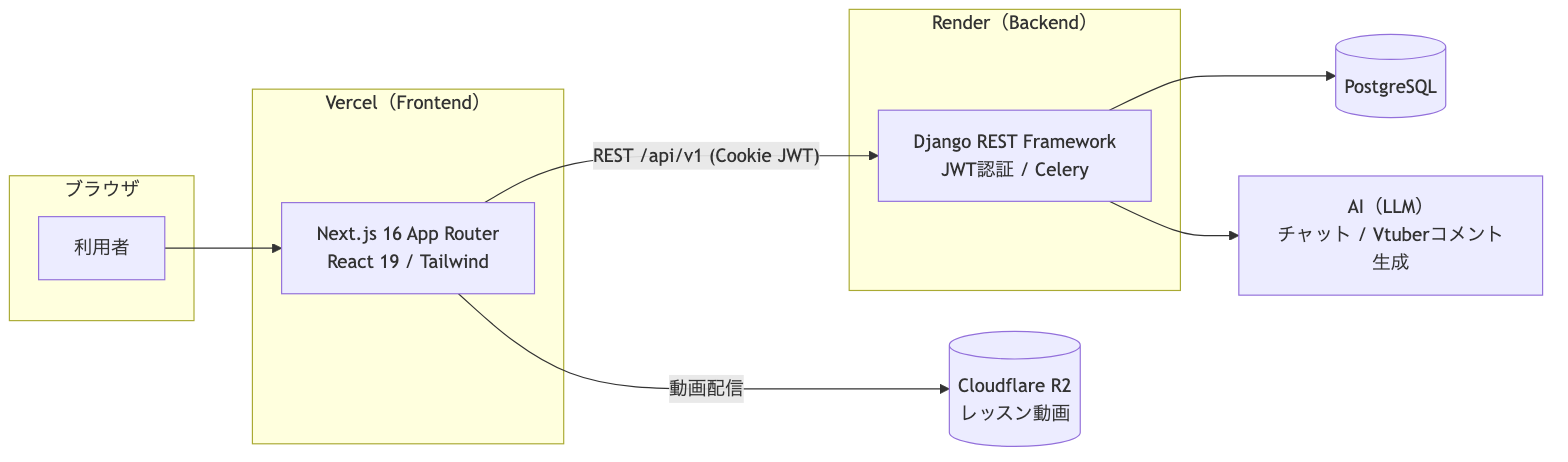 ブラウザ
利用者
Vercel（Frontend）
Next.js 16 App Router
React 19 / Tailwind
REST /api/v1 (Cookie JWT)
動画配信
Render（Backend）
Django REST Framework
JWT認証 / Celery
PostgreSQL
AI（LLM）
チャット / Vtuberコメント
生成
Cloudflare R2
レッスン動画